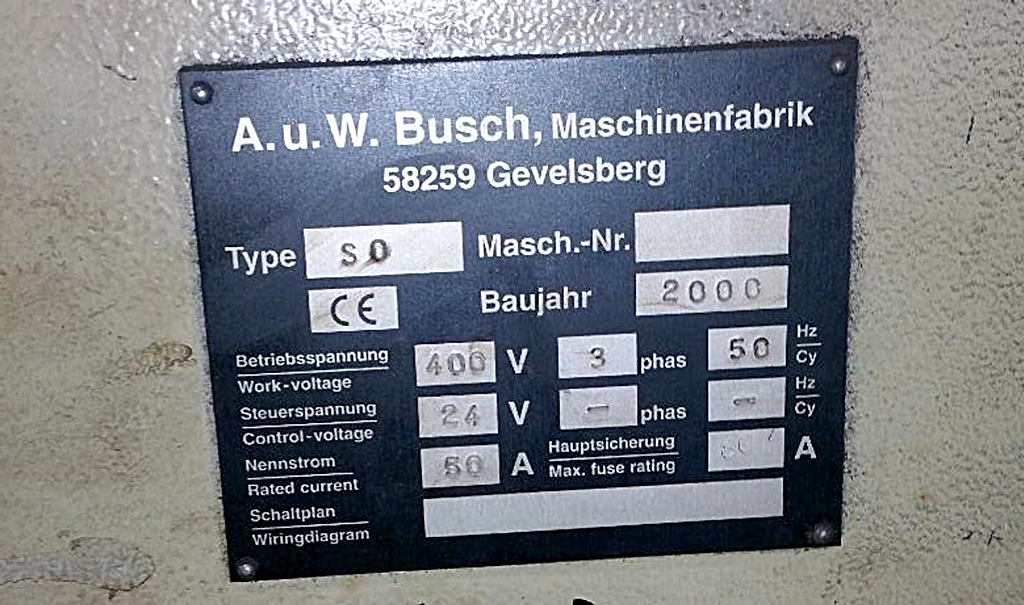 A.u.W. Busch, Maschinenfabrik
58259 Gevelsberg
Type SO Masch.-Nr.
CE Baujahr 2000
Betriebsspannung
Work-voltage 400 V 3 phas 50 Hz Cy
Steuerspannung
Control-voltage 24 V - phas - Hz Cy
Nennstrom
Rated current 50 A
Hauptsicherung
Max. fuse rating A
Schaltplan
Wiringdiagram